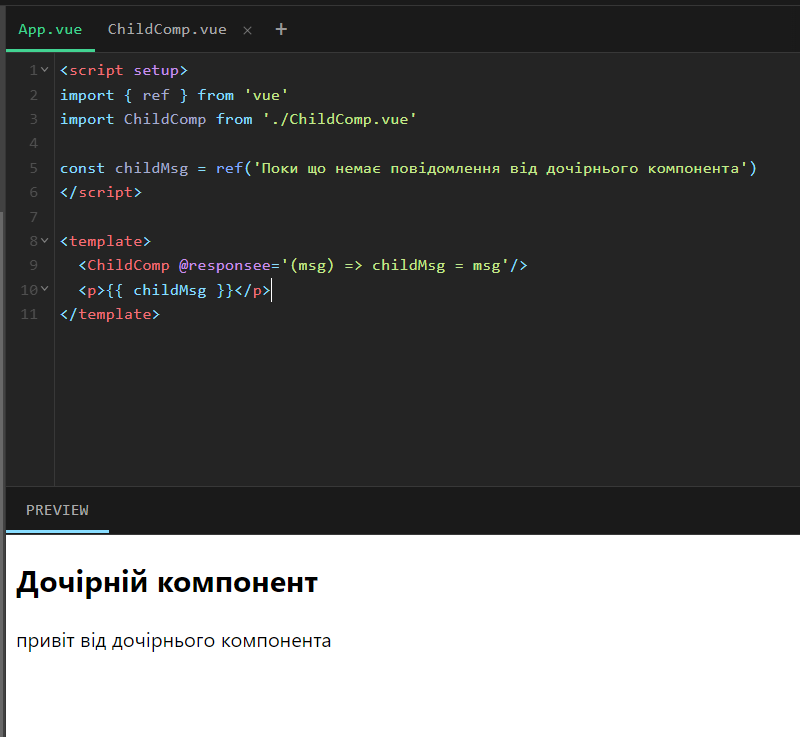 App.vue ChildComp.vue × +
1 <script setup>
2 import { ref } from 'vue'
3 import ChildComp from './ChildComp.vue'
4
5 const childMsg = ref('Поки що немає повідомлення від дочірнього компонента')
6 </script>
7
8 <template>
9 <ChildComp @responsee='(msg) => childMsg = msg'/>
10 <p>{{ childMsg }}</p>
11 </template>
PREVIEW
Дочірній компонент
привіт від дочірнього компонента